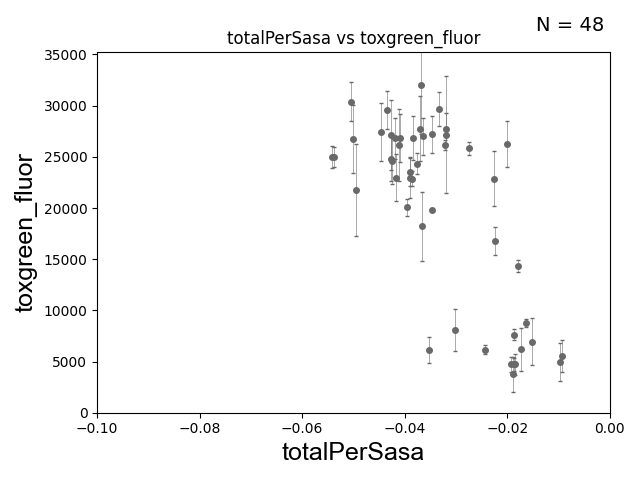 N = 48
totalPerSasa vs toxgreen_fluor
35000
30000
25000
20000
15000
10000
5000
0
toxgreen_fluor
−0.10 −0.08 −0.06 −0.04 −0.02 0.00
totalPerSasa